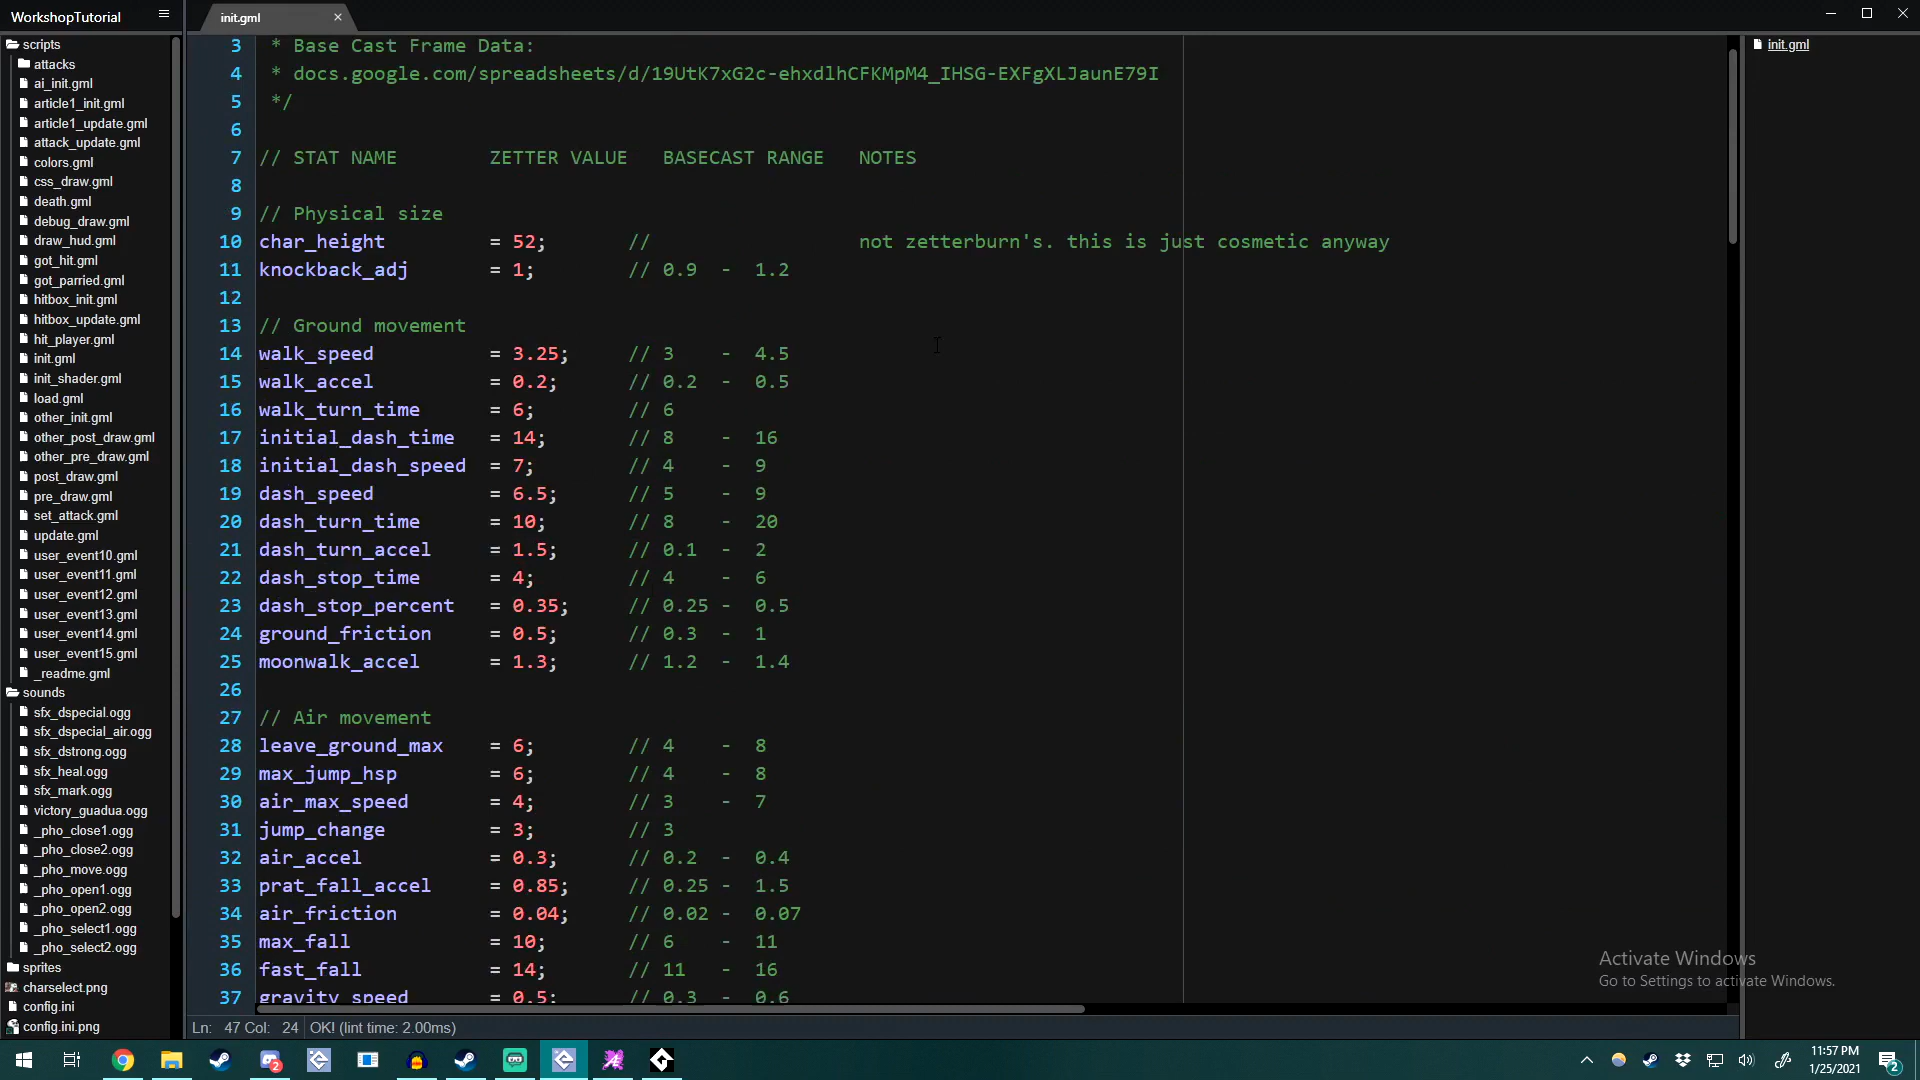 WorkshopTutorial
init.gml
scripts
attacks
ai_init.gml
article1_init.gml
article1_update.gml
attack_update.gml
colors.gml
css_draw.gml
death.gml
debug_draw.gml
draw_hud.gml
got_hit.gml
got_parried.gml
hitbox_init.gml
hitbox_update.gml
hit_player.gml
init.gml
init_shader.gml
load.gml
other_init.gml
other_post_draw.gml
other_pre_draw.gml
post_draw.gml
pre_draw.gml
set_attack.gml
update.gml
user_event10.gml
user_event11.gml
user_event12.gml
user_event13.gml
user_event14.gml
user_event15.gml
_readme.gml
sounds
sfx_dspecial.ogg
sfx_dspecial_air.ogg
sfx_dstrong.ogg
sfx_heal.ogg
sfx_mark.ogg
victory_guadua.ogg
_pho_close1.ogg
_pho_close2.ogg
_pho_move.ogg
_pho_open1.ogg
_pho_open2.ogg
_pho_select1.ogg
_pho_select2.ogg
sprites
charselect.png
config.ini
config.ini.png
3 * Base Cast Frame Data:
4 * docs.google.com/spreadsheets/d/19UtK7xG2c-ehxdlhCFKMpM4_IHSG-EXFgXLJaunE79I
5 */
6
7 // STAT NAME ZETTER VALUE BASECAST RANGE NOTES
8
9 // Physical size
10 char_height = 52; // not zetterburn's. this is just cosmetic anyway
11 knockback_adj = 1; // 0.9 - 1.2
12
13 // Ground movement
14 walk_speed = 3.25; // 3 - 4.5
15 walk_accel = 0.2; // 0.2 - 0.5
16 walk_turn_time = 6; // 6
17 initial_dash_time = 14; // 8 - 16
18 initial_dash_speed = 7; // 4 - 9
19 dash_speed = 6.5; // 5 - 9
20 dash_turn_time = 10; // 8 - 20
21 dash_turn_accel = 1.5; // 0.1 - 2
22 dash_stop_time = 4; // 4 - 6
23 dash_stop_percent = 0.35; // 0.25 - 0.5
24 ground_friction = 0.5; // 0.3 - 1
25 moonwalk_accel = 1.3; // 1.2 - 1.4
26
27 // Air movement
28 leave_ground_max = 6; // 4 - 8
29 max_jump_hsp = 6; // 4 - 8
30 air_max_speed = 4; // 3 - 7
31 jump_change = 3; // 3
32 air_accel = 0.3; // 0.2 - 0.4
33 prat_fall_accel = 0.85; // 0.25 - 1.5
34 air_friction = 0.04; // 0.02 - 0.07
35 max_fall = 10; // 6 - 11
36 fast_fall = 14; // 11 - 16
37 gravity_speed = 0.5; // 0.3 - 0.6
init.gml
Activate Windows
Go to Settings to activate Windows.
Ln: 47 Col: 24 OK! (lint time: 2.00ms)
2
11:57 PM
1/25/2021
2